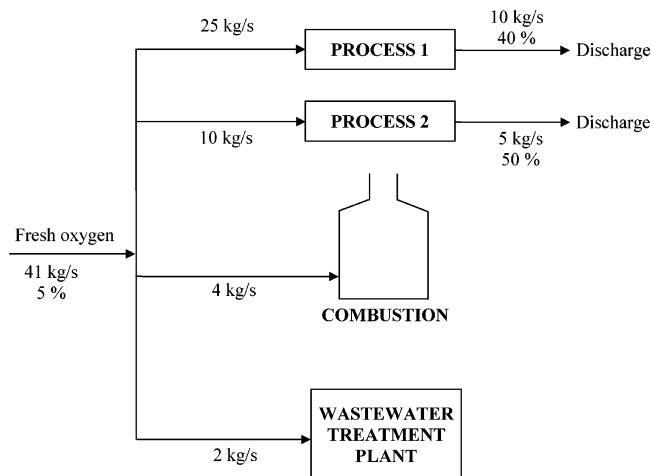 25 kg/s
PROCESS 1
10 kg/s
40 %
Discharge
10 kg/s
PROCESS 2
5 kg/s
50 %
Discharge
Fresh oxygen
41 kg/s
5 %
4 kg/s
COMBUSTION
2 kg/s
WASTEWATER
TREATMENT
PLANT